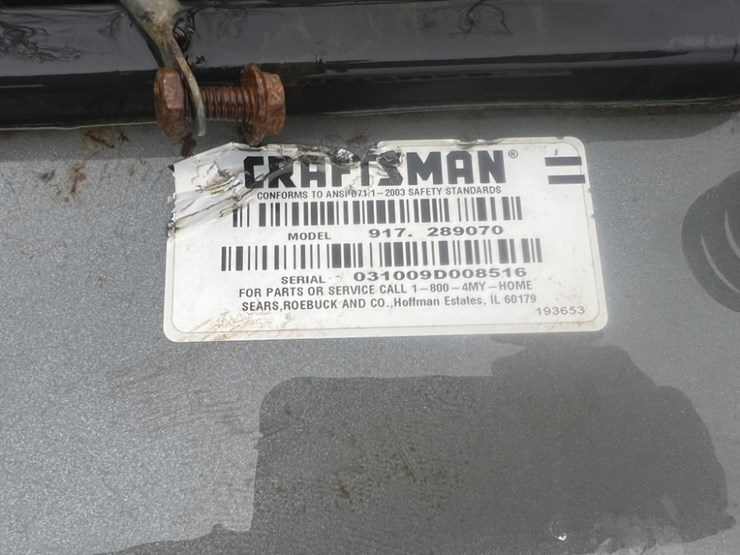 CRAFTSMAN®
CONFORMS TO ANSI B71.1-2003 SAFETY STANDARDS
MODEL 917. 289070
SERIAL 031009D008516
FOR PARTS OR SERVICE CALL 1-800-4MY-HOME
SEARS,ROEBUCK AND CO.,Hoffman Estates, IL 60179
193653